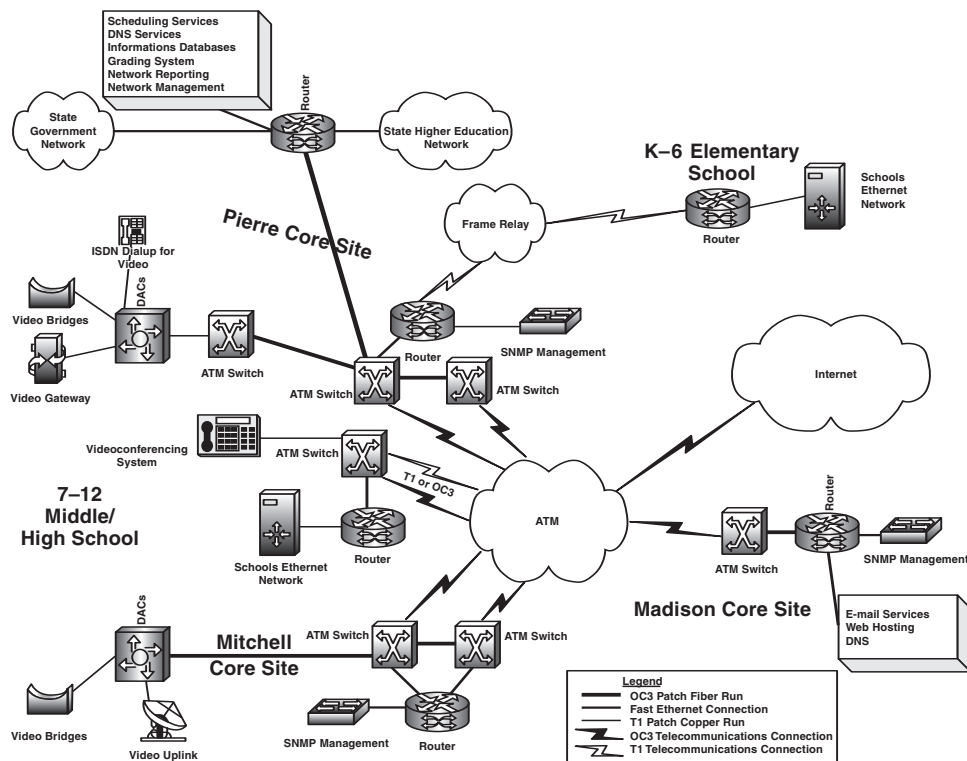 Scheduling Services
DNS Services
Informations Databases
Grading System
Network Reporting
Network Management
Router
State
Government
Network
State Higher Education
Network
K–6 Elementary
School
Schools
Ethernet
Network
Router
Frame Relay
Pierre Core Site
ISDN Dialup for
Video
DACs
Video Bridges
Video Gateway
ATM Switch
Router
SNMP Management
ATM Switch
ATM Switch
Internet
Videoconferencing
System
ATM Switch
T1 or OC3
7–12
Middle/
High School
Schools Ethernet
Network
Router
ATM
Router
ATM Switch
SNMP Management
Madison Core Site
E-mail Services
Web Hosting
DNS
DACs
Mitchell
Core Site
ATM Switch
ATM Switch
Video Bridges
Video Uplink
SNMP Management
Router
Legend
OC3 Patch Fiber Run
Fast Ethernet Connection
T1 Patch Copper Run
OC3 Telecommunications Connection
T1 Telecommunications Connection